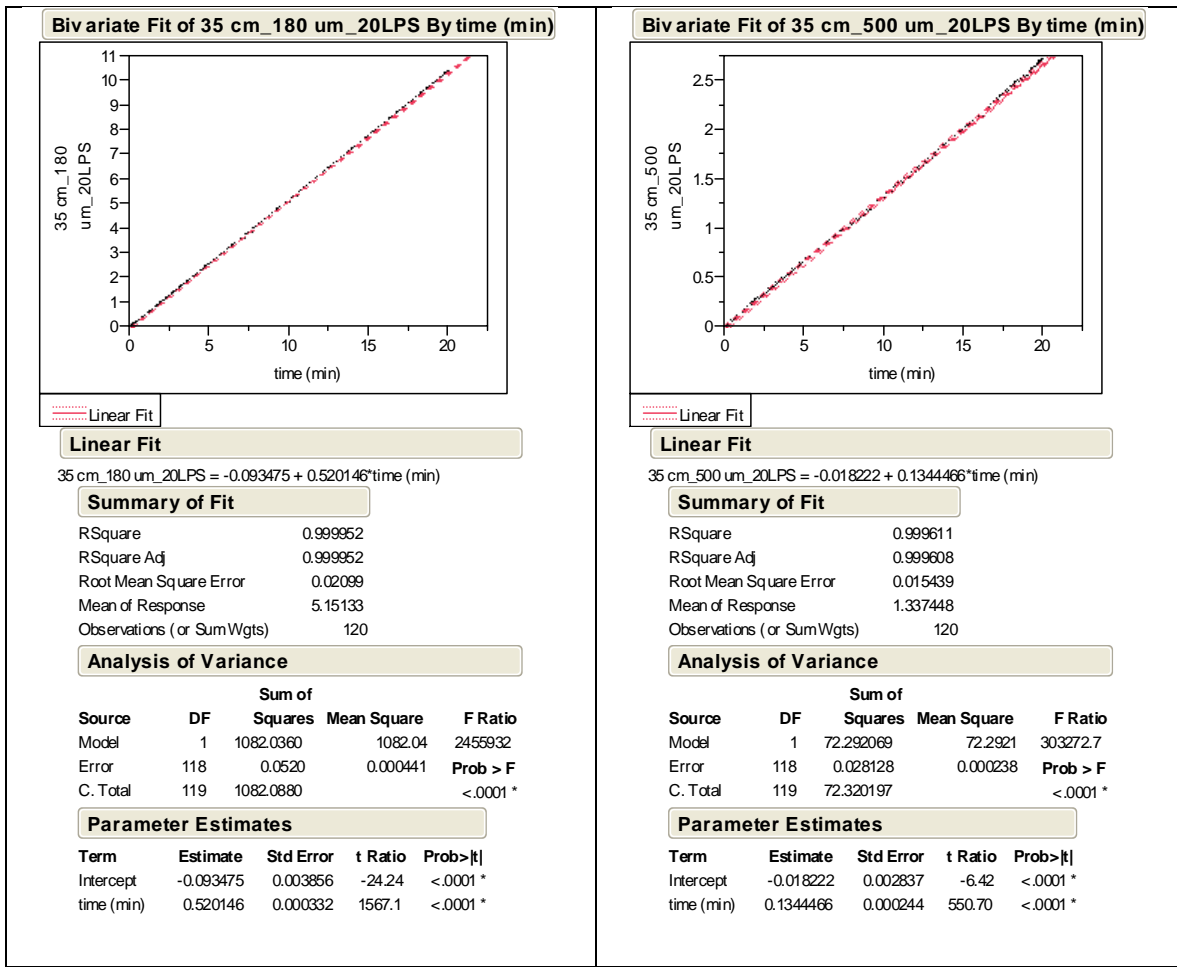 Bivariate Fit of 35 cm_180 um_20LPS By time (min)
35 cm_180
um_20LPS
11
10
9
8
7
6
5
4
3
2
1
0
0 5 10 15 20
time (min)
Linear Fit
Linear Fit
35 cm_180 um_20LPS = -0.093475 + 0.520146*time (min)
Summary of Fit
RSquare 0.999952
RSquare Adj 0.999952
Root Mean Square Error 0.02099
Mean of Response 5.15133
Observations (or Sum Wgts) 120
Analysis of Variance
Sum of
Source DF Squares Mean Square F Ratio
Model 1 1082.0360 1082.04 2455932
Error 118 0.0520 0.000441 Prob > F
C. Total 119 1082.0880 <.0001 *
Parameter Estimates
Term Estimate Std Error t Ratio Prob>|t|
Intercept -0.093475 0.003856 -24.24 <.0001 *
time (min) 0.520146 0.000332 1567.1 <.0001 *
Bivariate Fit of 35 cm_500 um_20LPS By time (min)
35 cm_500
um_20LPS
2.5
2
1.5
1
0.5
0
0 5 10 15 20
time (min)
Linear Fit
Linear Fit
35 cm_500 um_20LPS = -0.018222 + 0.1344466*time (min)
Summary of Fit
RSquare 0.999611
RSquare Adj 0.999608
Root Mean Square Error 0.015439
Mean of Response 1.337448
Observations (or Sum Wgts) 120
Analysis of Variance
Sum of
Source DF Squares Mean Square F Ratio
Model 1 72.292069 72.2921 303272.7
Error 118 0.028128 0.000238 Prob > F
C. Total 119 72.320197 <.0001 *
Parameter Estimates
Term Estimate Std Error t Ratio Prob>|t|
Intercept -0.018222 0.002837 -6.42 <.0001 *
time (min) 0.1344466 0.000244 550.70 <.0001 *